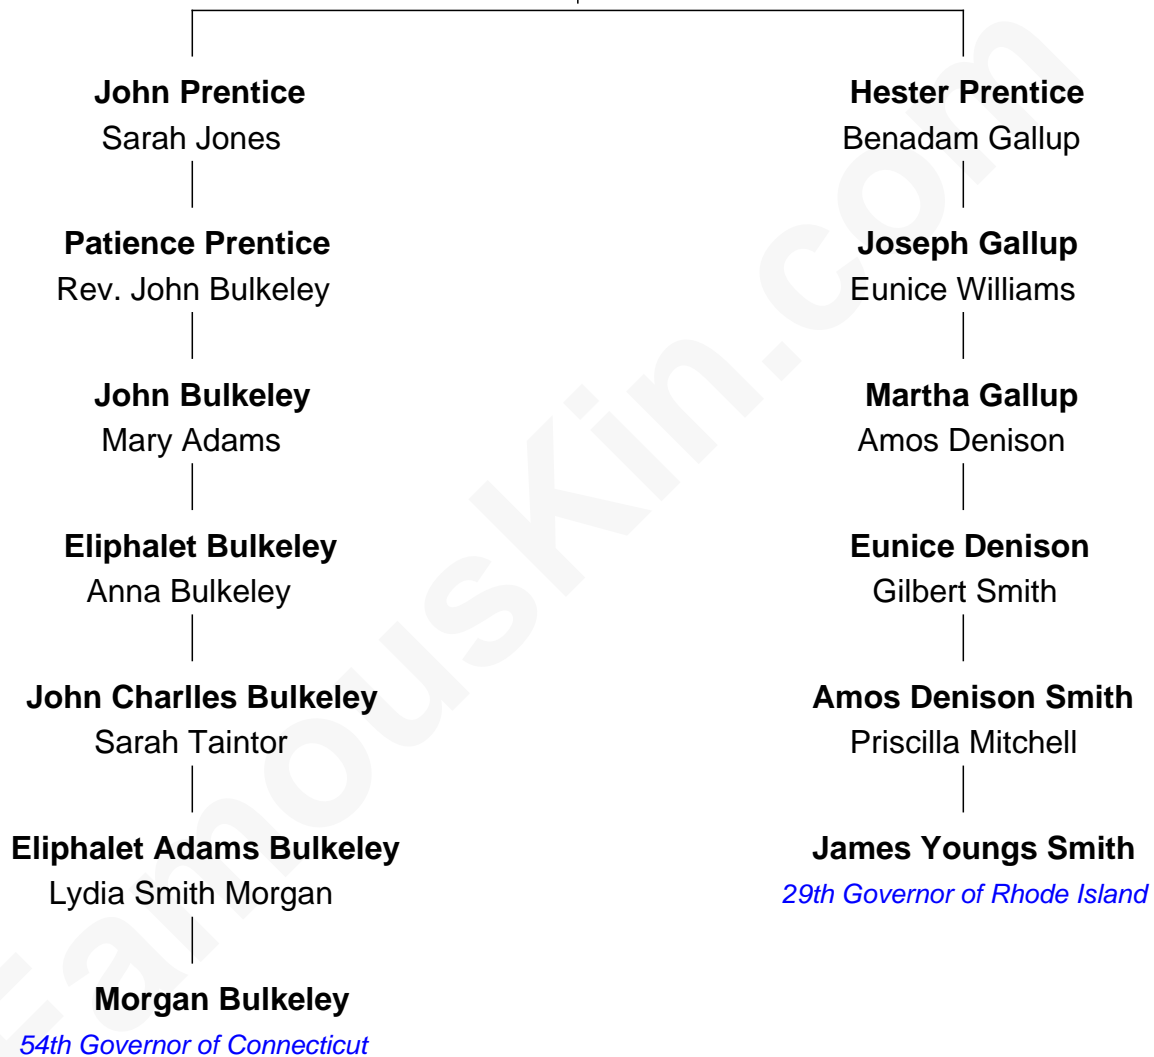 John Prentice
Sarah Jones
Hester Prentice
Benadam Gallup
Patience Prentice
Rev. John Bulkeley
Joseph Gallup
Eunice Williams
John Bulkeley
Mary Adams
Martha Gallup
Amos Denison
Eliphalet Bulkeley
Anna Bulkeley
Eunice Denison
Gilbert Smith
John Charlles Bulkeley
Sarah Taintor
Amos Denison Smith
Priscilla Mitchell
Eliphalet Adams Bulkeley
Lydia Smith Morgan
James Youngs Smith
29th Governor of Rhode Island
Morgan Bulkeley
54th Governor of Connecticut
FamousKin.com